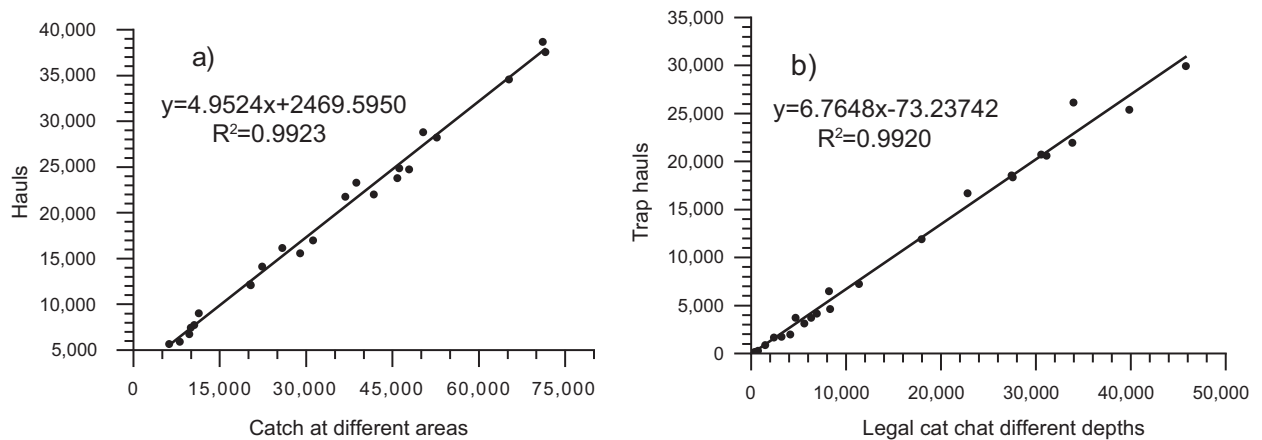 a)
y=4.9524x+2469.5950
R²=0.9923
Hauls
40,000
35,000
30,000
25,000
20,000
15,000
10,000
5,000
0 15,000 30,000 45,000 60,000 75,000
Catch at different areas
b)
y=6.7648x-73.23742
R²=0.9920
Trap hauls
35,000
30,000
25,000
20,000
15,000
10,000
5,000
0
0 10,000 20,000 30,000 40,000 50,000
Legal cat chat different depths